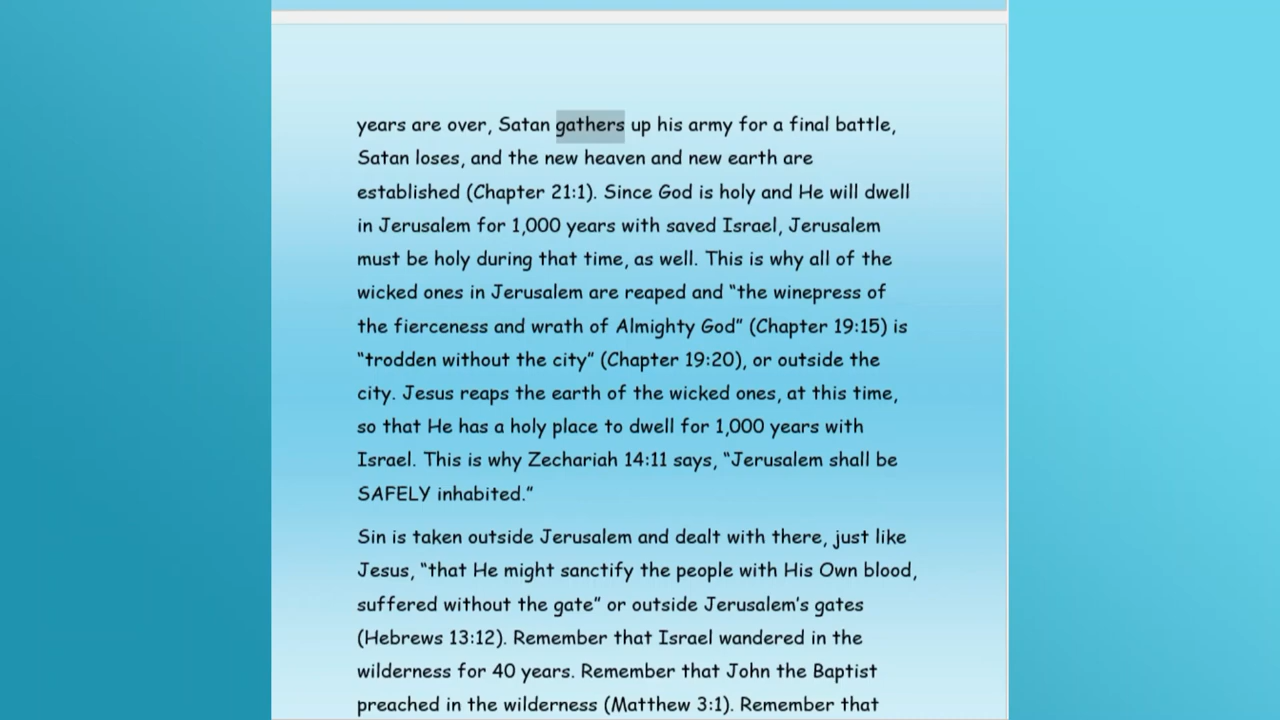 years are over, Satan gathers up his army for a final battle,
Satan loses, and the new heaven and new earth are
established (Chapter 21:1). Since God is holy and He will dwell
in Jerusalem for 1,000 years with saved Israel, Jerusalem
must be holy during that time, as well. This is why all of the
wicked ones in Jerusalem are reaped and “the winepress of
the fierceness and wrath of Almighty God” (Chapter 19:15) is
“trodden without the city” (Chapter 19:20), or outside the
city. Jesus reaps the earth of the wicked ones, at this time,
so that He has a holy place to dwell for 1,000 years with
Israel. This is why Zechariah 14:11 says, “Jerusalem shall be
SAFELY inhabited.”
Sin is taken outside Jerusalem and dealt with there, just like
Jesus, “that He might sanctify the people with His Own blood,
suffered without the gate” or outside Jerusalem’s gates
(Hebrews 13:12). Remember that Israel wandered in the
wilderness for 40 years. Remember that John the Baptist
preached in the wilderness (Matthew 3:1). Remember that